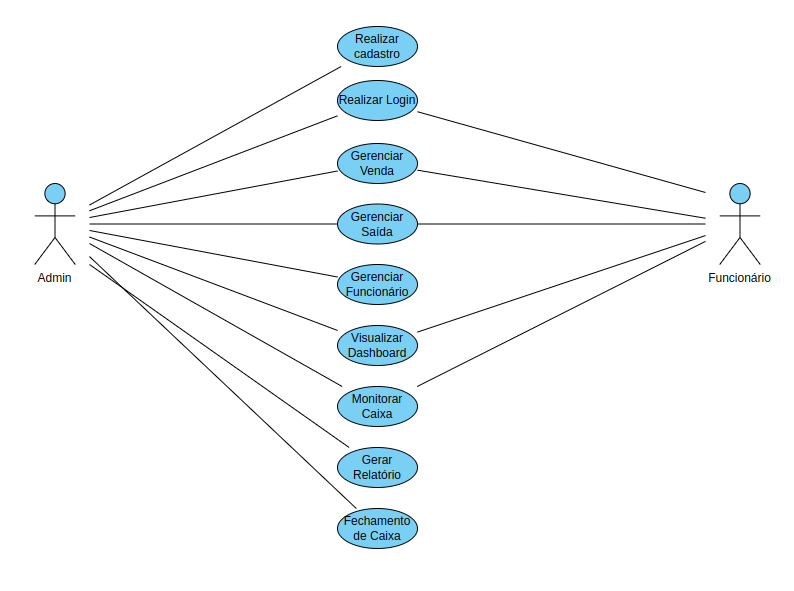 Realizar
cadastro
Realizar Login
Gerenciar
Venda
Gerenciar
Saída
Admin
Funcionário
Gerenciar
Funcionário
Visualizar
Dashboard
Monitorar
Caixa
Gerar
Relatório
Fechamento
de Caixa